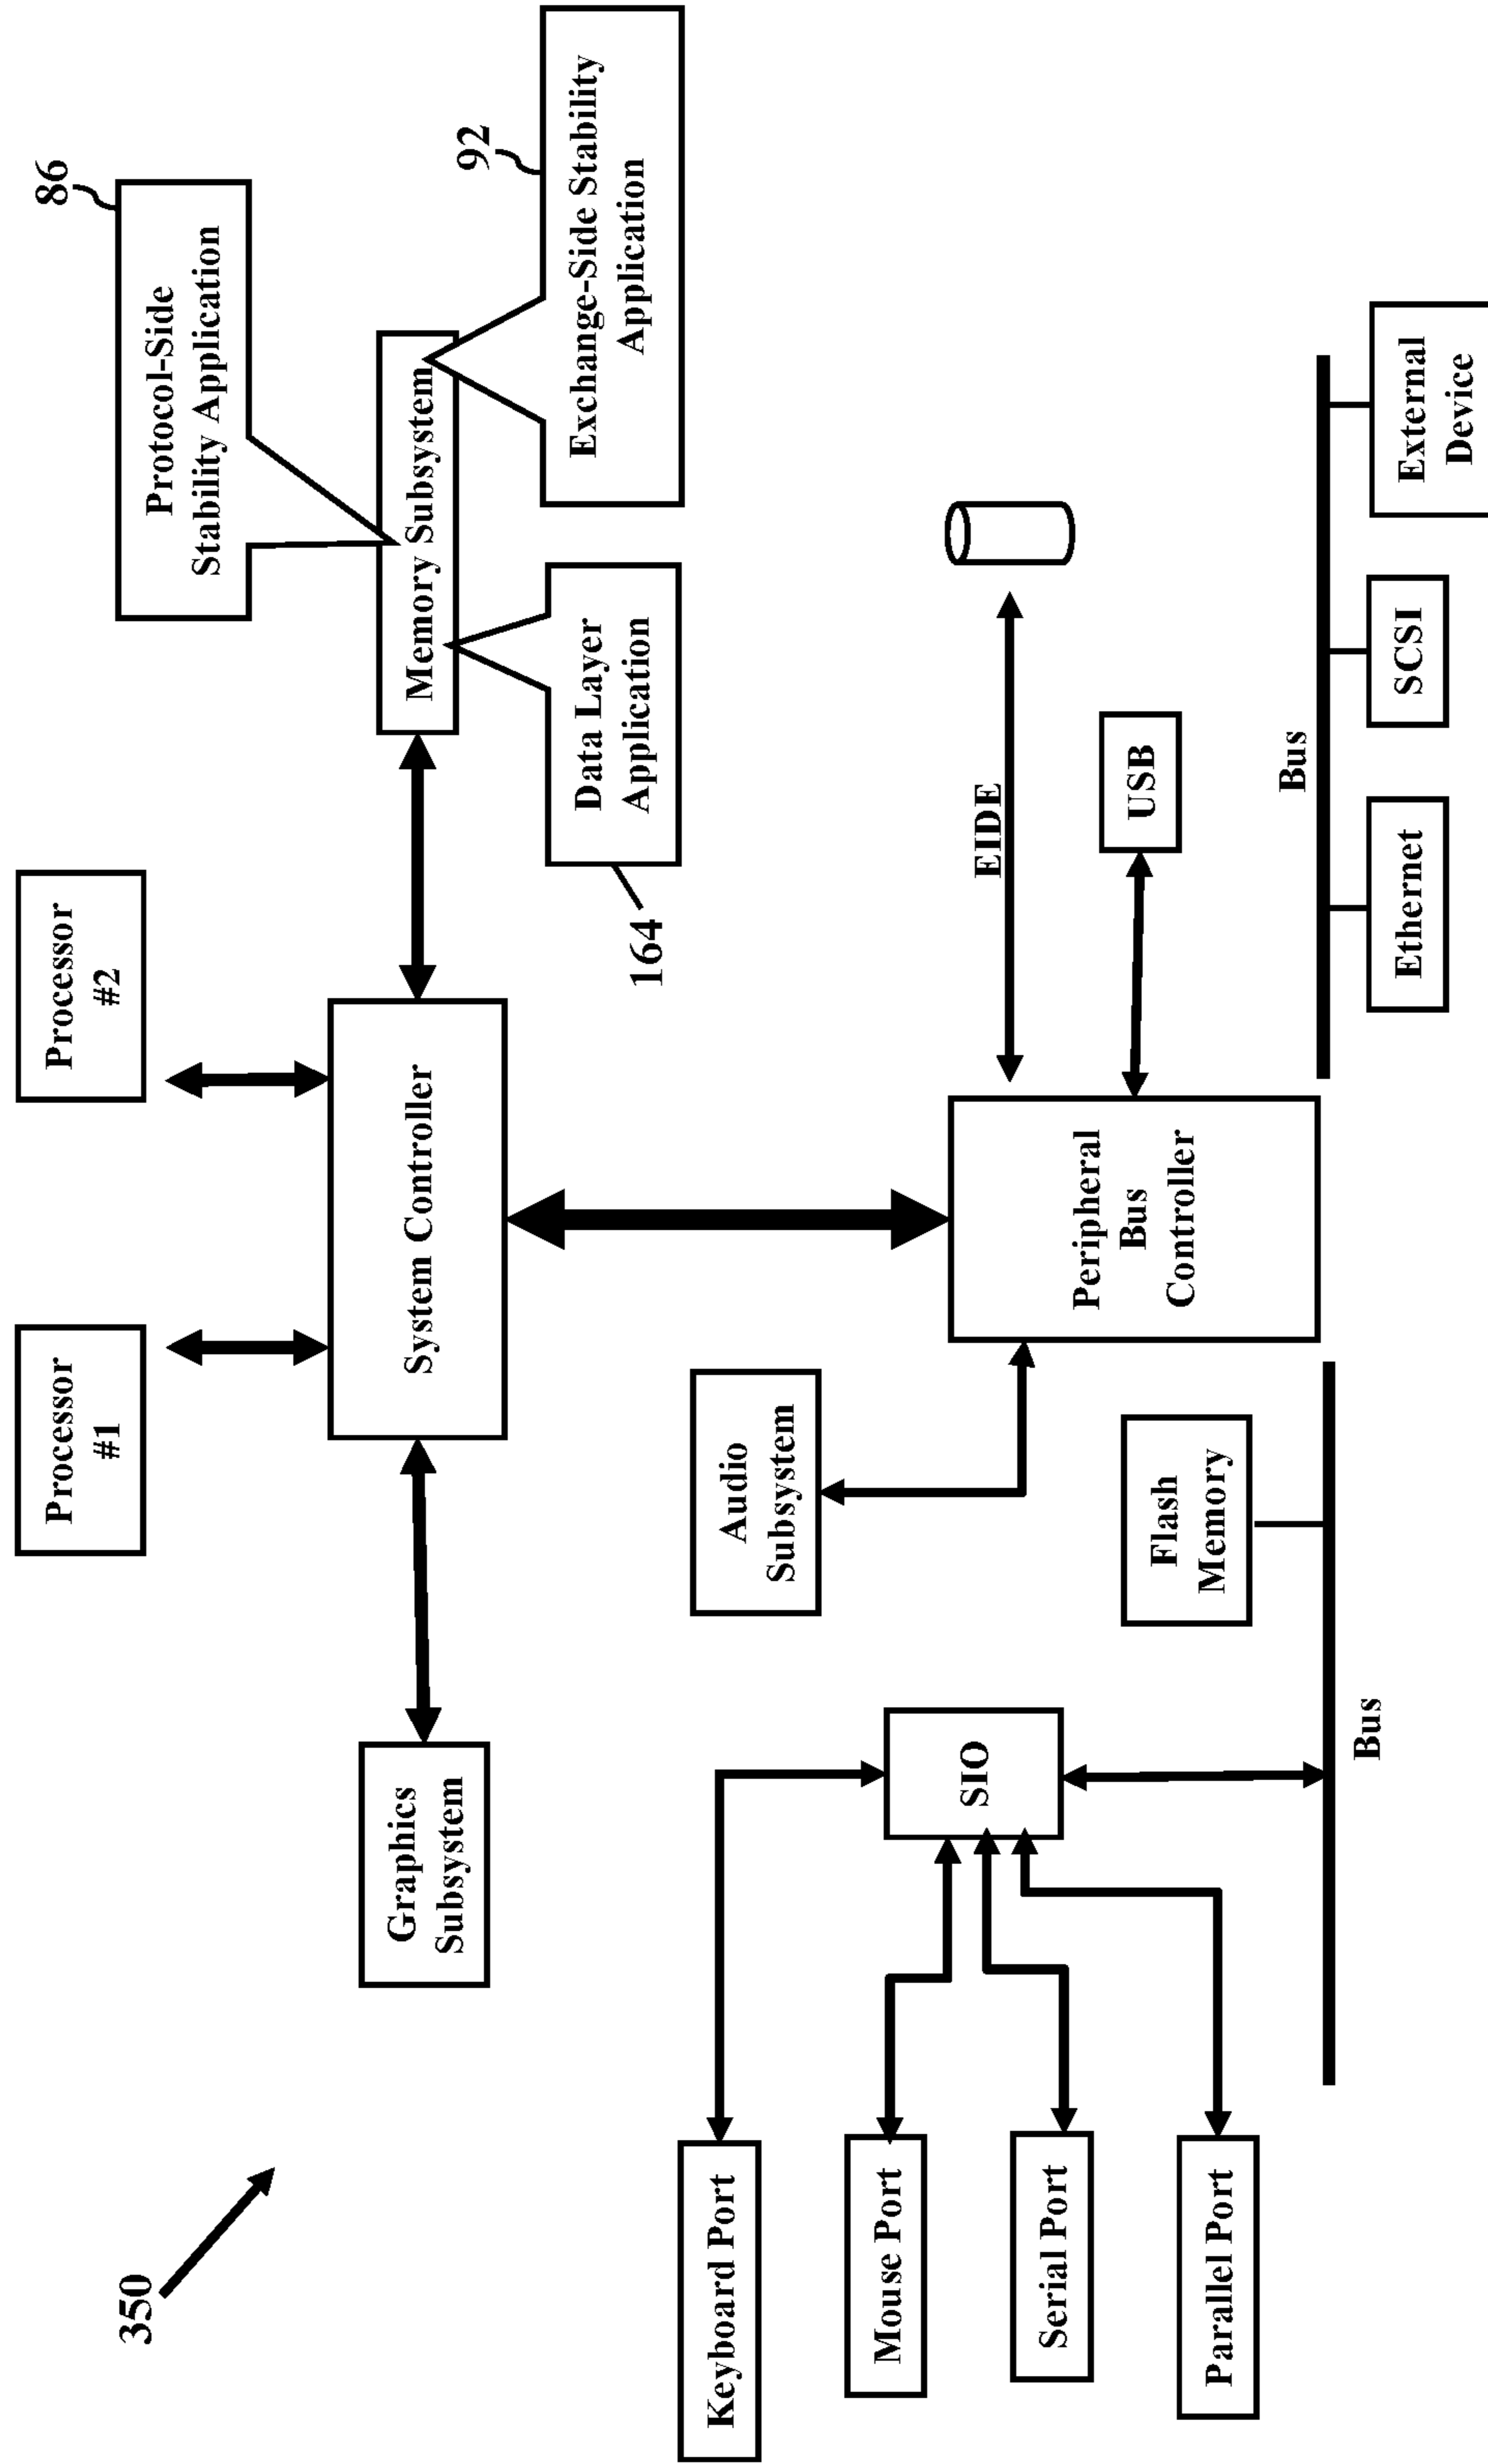 350
Processor
#1
Processor
#2
Protocol-Side
Stability Application
86
Graphics
Subsystem
System Controller
Memory Subsystem
92
Data Layer
Application
164
Exchange-Side Stability
Application
Keyboard Port
Mouse Port
Serial Port
Parallel Port
SIO
Audio
Subsystem
Flash
Memory
Peripheral
Bus
Controller
EIDE
USB
Bus
Bus
Ethernet
SCSI
External
Device